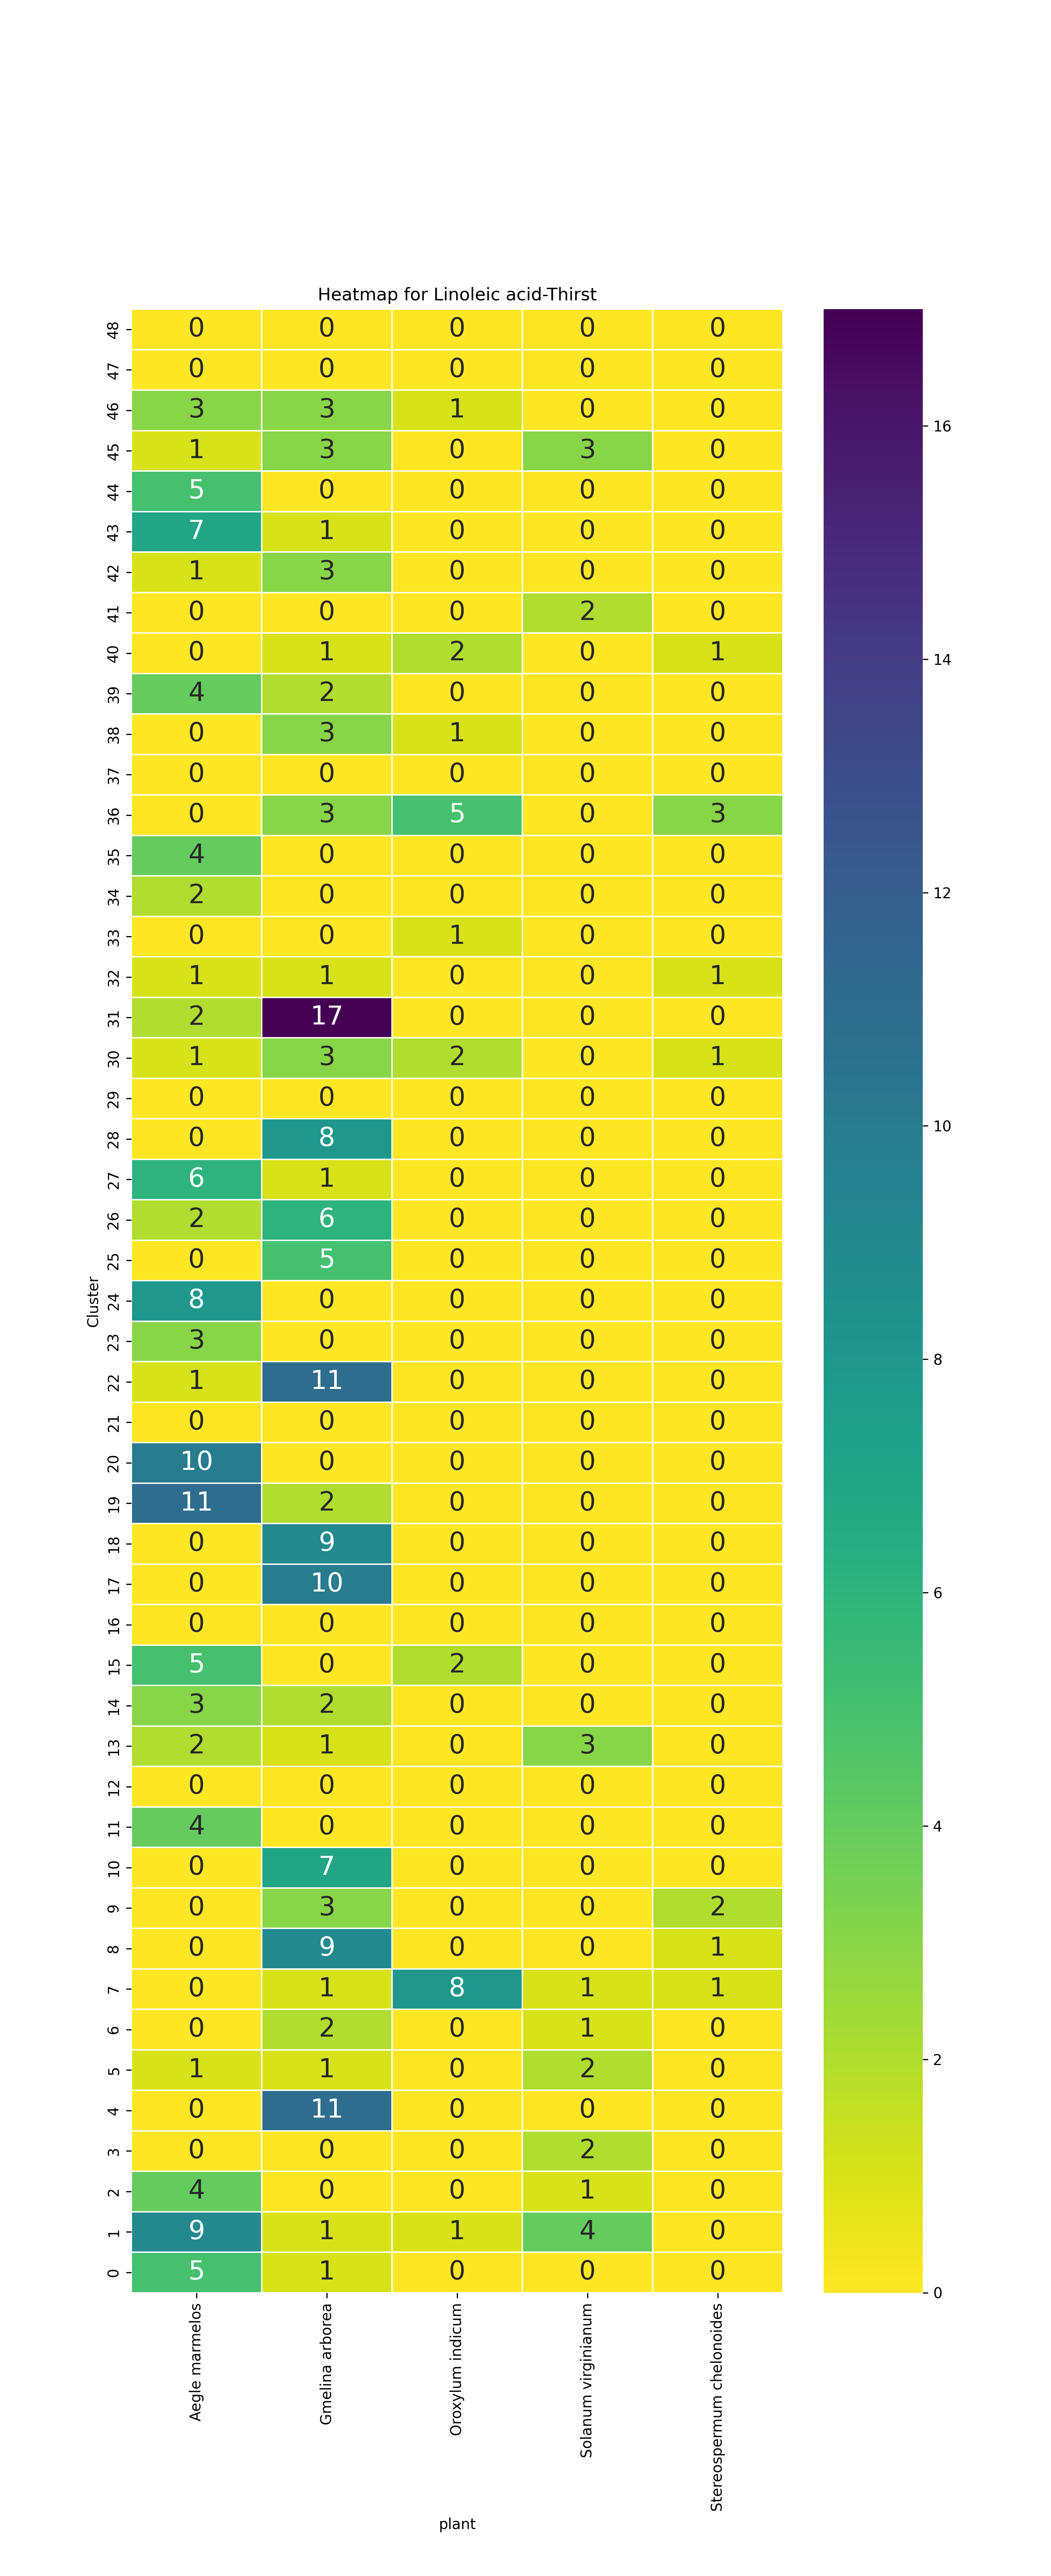 Heatmap for Linoleic acid-Thirst
48 0 0 0 0 0
47 0 0 0 0 0
46 3 3 1 0 0
45 1 3 0 3 0
44 5 0 0 0 0
43 7 1 0 0 0
42 1 3 0 0 0
41 0 0 0 2 0
40 0 1 2 0 1
39 4 2 0 0 0
38 0 3 1 0 0
37 0 0 0 0 0
36 0 3 5 0 3
35 4 0 0 0 0
34 2 0 0 0 0
33 0 0 1 0 0
32 1 1 0 0 1
31 2 17 0 0 0
30 1 3 2 0 1
29 0 0 0 0 0
28 0 8 0 0 0
27 6 1 0 0 0
26 2 6 0 0 0
25 0 5 0 0 0
24 8 0 0 0 0
23 3 0 0 0 0
22 1 11 0 0 0
21 0 0 0 0 0
20 10 0 0 0 0
19 11 2 0 0 0
18 0 9 0 0 0
17 0 10 0 0 0
16 0 0 0 0 0
15 5 0 2 0 0
14 3 2 0 0 0
13 2 1 0 3 0
12 0 0 0 0 0
11 4 0 0 0 0
10 0 7 0 0 0
9 0 3 0 0 2
8 0 9 0 0 1
7 0 1 8 1 1
6 0 2 0 1 0
5 1 1 0 2 0
4 0 11 0 0 0
3 0 0 0 2 0
2 4 0 0 1 0
1 9 1 1 4 0
0 5 1 0 0 0
Cluster
Aegle marmelos
Gmelina arborea
Oroxylum indicum
Solanum virginianum
Stereospermum chelonoides
plant
16
14
12
10
8
6
4
2
0